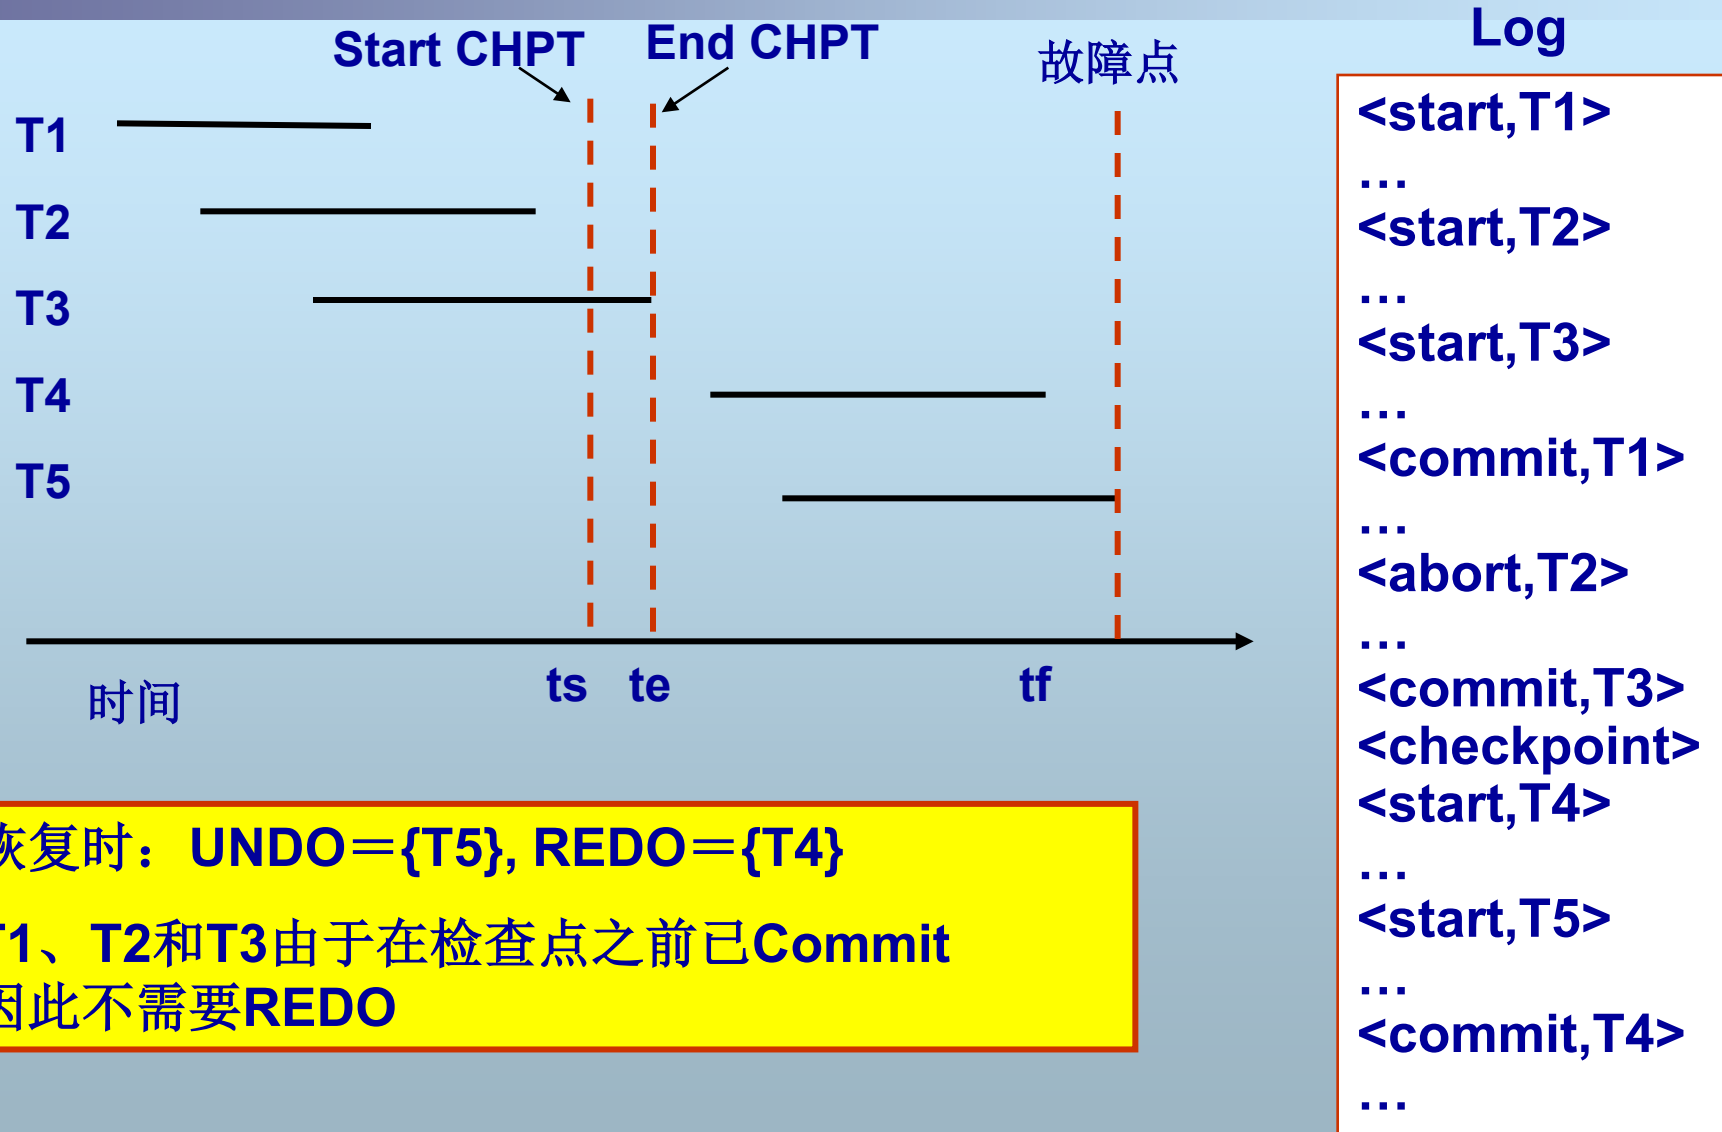 Start CHPT
End CHPT
故障点
T1
T2
T3
T4
T5
ts
te
tf
时间
恢复时：UNDO＝{T5}, REDO＝{T4}
T1、T2和T3由于在检查点之前已Commit
因此不需要REDO
Log
<start,T1>
…
<start,T2>
…
<start,T3>
…
<commit,T1>
…
<abort,T2>
…
<commit,T3>
<checkpoint>
<start,T4>
…
<start,T5>
…
<commit,T4>
…